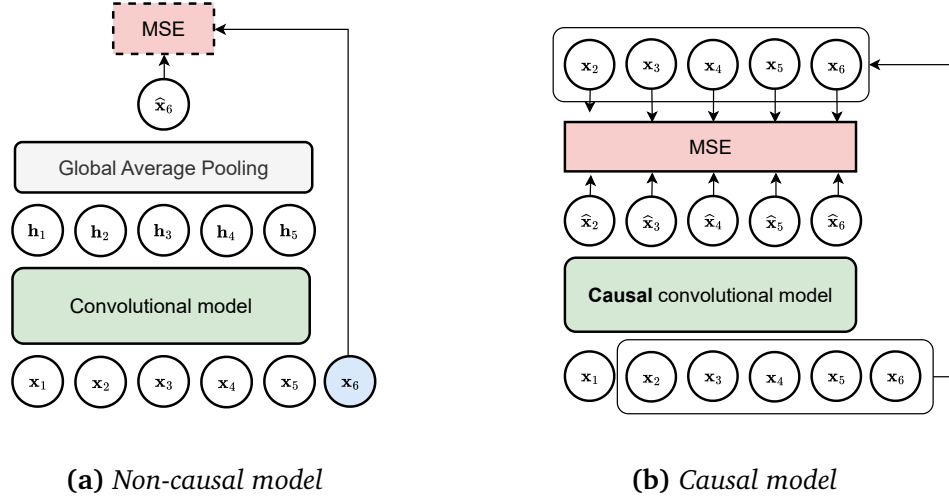 MSE
x̂₆
Global Average Pooling
h₁ h₂ h₃ h₄ h₅
Convolutional model
x₁ x₂ x₃ x₄ x₅ x₆
(a) Non-causal model
x₂ x₃ x₄ x₅ x₆
MSE
x̂₂ x̂₃ x̂₄ x̂₅ x̂₆
Causal convolutional model
x₁ x₂ x₃ x₄ x₅ x₆
(b) Causal model